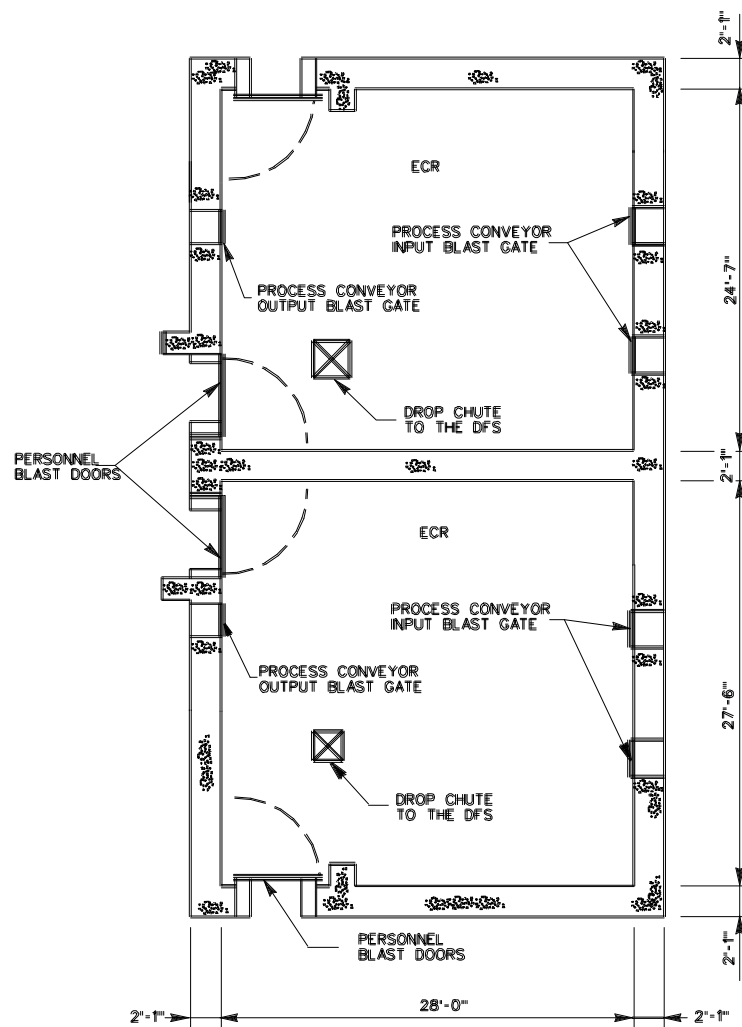 2'-1"
ECR
PROCESS CONVEYOR
INPUT BLAST GATE
24'-7"
PROCESS CONVEYOR
OUTPUT BLAST GATE
DROP CHUTE
TO THE DFS
PERSONNEL
BLAST DOORS
2'-1"
ECR
PROCESS CONVEYOR
INPUT BLAST GATE
PROCESS CONVEYOR
OUTPUT BLAST GATE
27'-6"
DROP CHUTE
TO THE DFS
PERSONNEL
BLAST DOORS
2'-1"
28'-0"
2'-1"
2'-1"